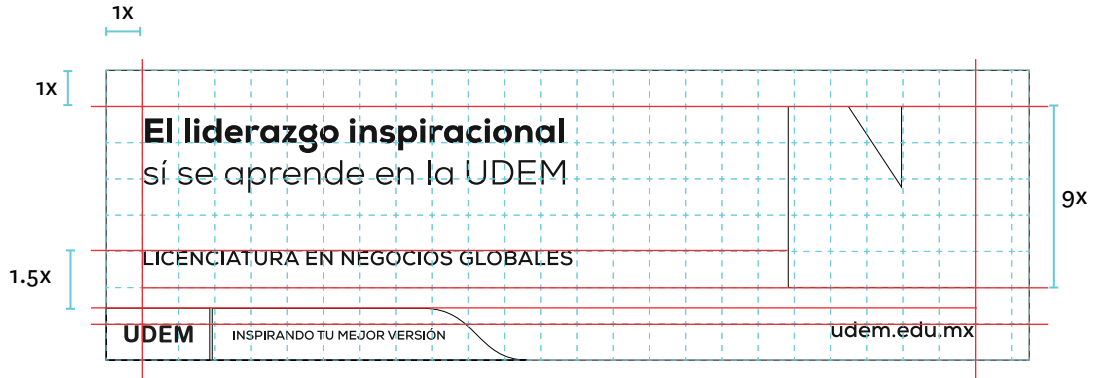 1x
1x
El liderazgo inspiracional
sí se aprende en la UDEM
9x
LICENCIATURA EN NEGOCIOS GLOBALES
1.5x
UDEM INSPIRANDO TU MEJOR VERSIÓN
udem.edu.mx